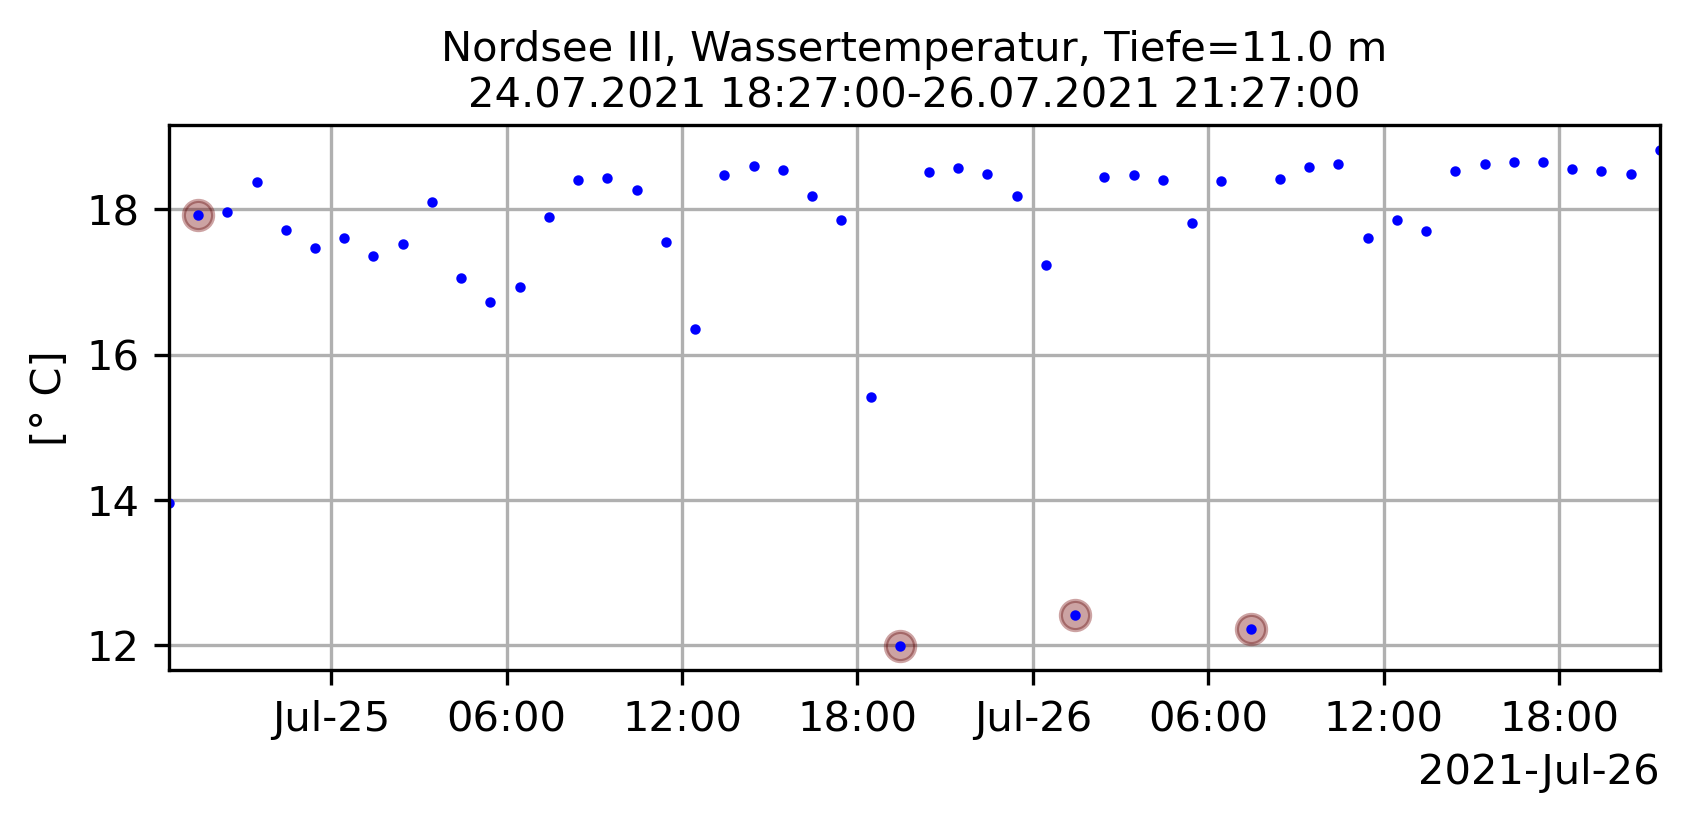 Nordsee III, Wassertemperatur, Tiefe=11.0 m
24.07.2021 18:27:00-26.07.2021 21:27:00
[° C]
18
16
14
12
Jul-25 06:00 12:00 18:00 Jul-26 06:00 12:00 18:00
2021-Jul-26